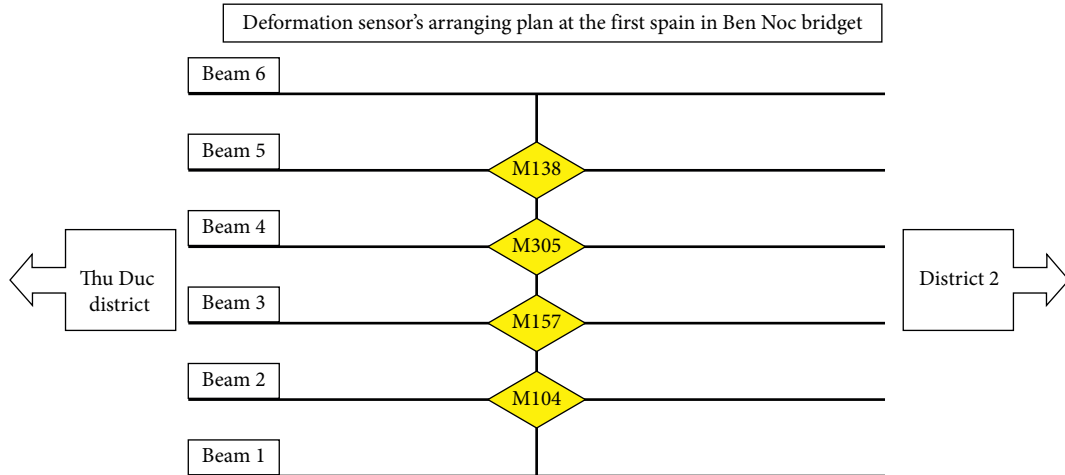 Deformation sensor's arranging plan at the first spain in Ben Noc bridget
Beam 6
Beam 5
M138
Beam 4
M305
Thu Duc
district
District 2
Beam 3
M157
Beam 2
M104
Beam 1